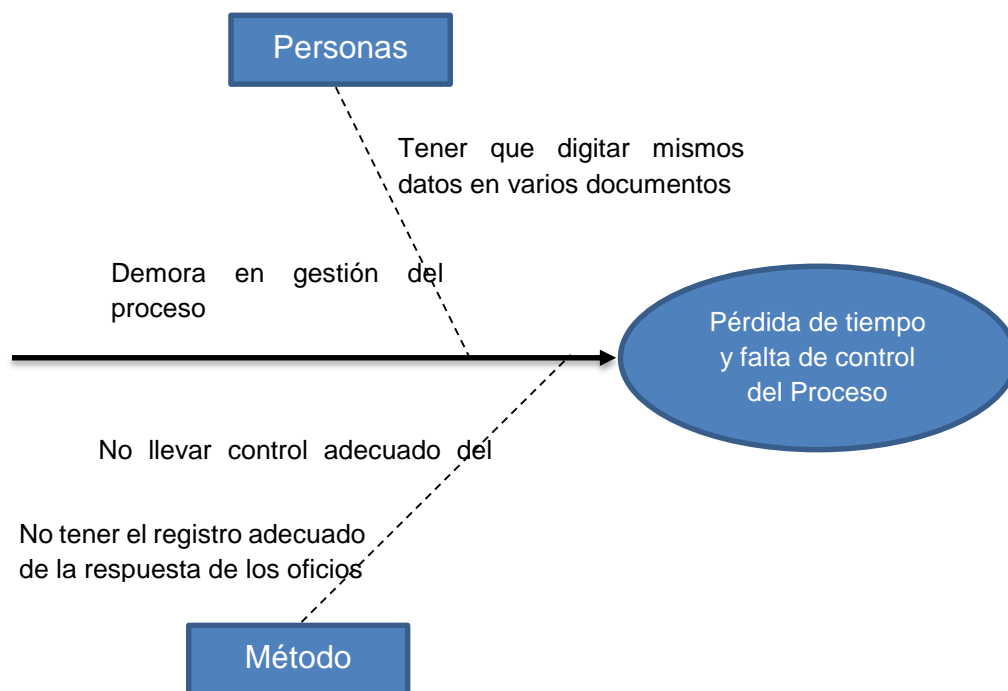 Personas
Tener que digitar mismos
datos en varios documentos
Demora en gestión del
proceso
Pérdida de tiempo
y falta de control
del Proceso
No llevar control adecuado del
No tener el registro adecuado
de la respuesta de los oficios
Método